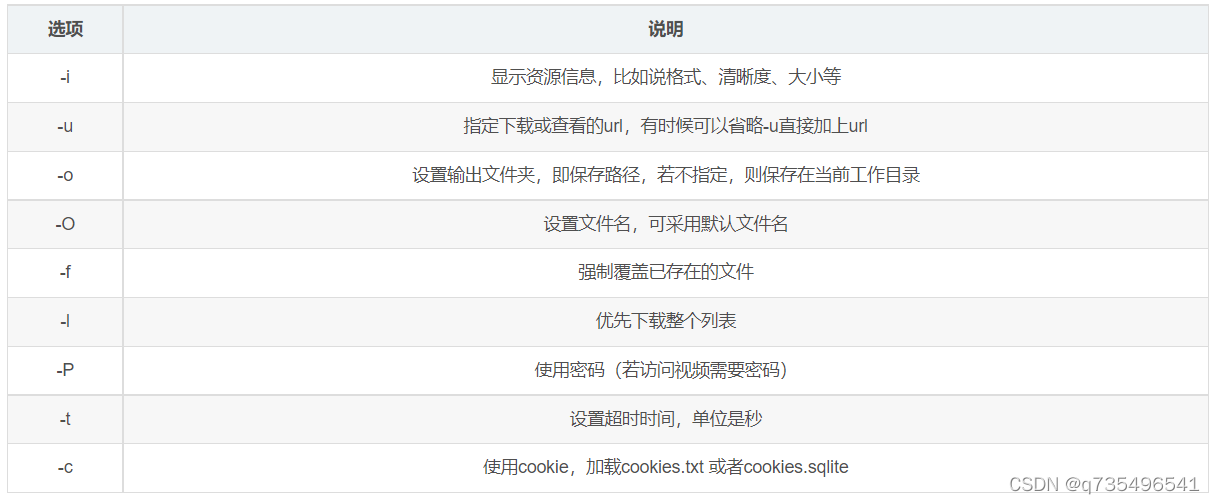 选项 说明
-i 显示资源信息，比如说格式、清晰度、大小等
-u 指定下载或查看的url，有时候可以省略-u直接加上url
-o 设置输出文件夹，即保存路径，若不指定，则保存在当前工作目录
-O 设置文件名，可采用默认文件名
-f 强制覆盖已存在的文件
-l 优先下载整个列表
-P 使用密码（若访问视频需要密码）
-t 设置超时时间，单位是秒
-c 使用cookie，加载cookies.txt 或者cookies.sqlite
CSDN @q735496541